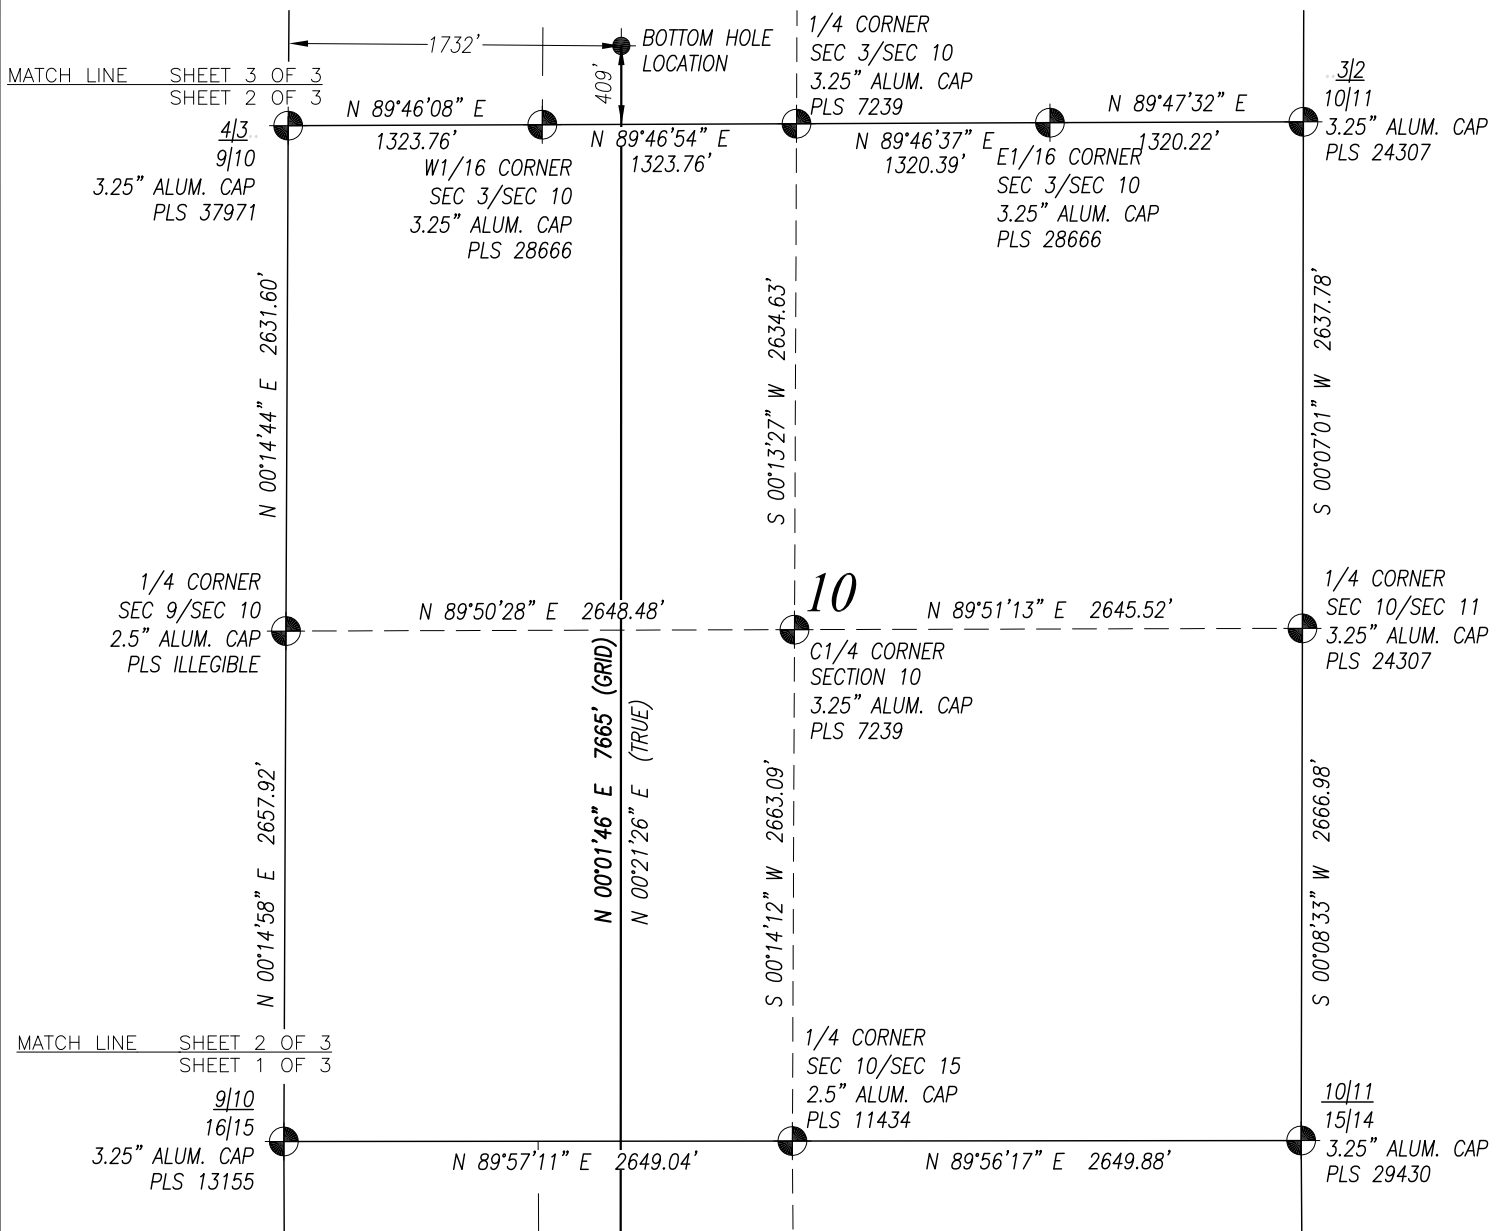 1732'
BOTTOM HOLE
LOCATION
409'
1/4 CORNER
SEC 3/SEC 10
3.25" ALUM. CAP
PLS 7239
MATCH LINE SHEET 3 OF 3
SHEET 2 OF 3
3|2
10|11
3.25" ALUM. CAP
PLS 24307
4|3
9|10
3.25" ALUM. CAP
PLS 37971
N 89°46'08" E
1323.76'
N 89°46'54" E
1323.76'
N 89°46'37" E
1320.39'
N 89°47'32" E
1320.22'
W1/16 CORNER
SEC 3/SEC 10
3.25" ALUM. CAP
PLS 28666
E1/16 CORNER
SEC 3/SEC 10
3.25" ALUM. CAP
PLS 28666
N 00°14'44" E 2631.60'
S 00°13'27" W 2634.63'
S 00°07'01" W 2637.78'
1/4 CORNER
SEC 9/SEC 10
2.5" ALUM. CAP
PLS ILLEGIBLE
N 89°50'28" E 2648.48'
10
N 89°51'13" E 2645.52'
1/4 CORNER
SEC 10/SEC 11
3.25" ALUM. CAP
PLS 24307
C1/4 CORNER
SECTION 10
3.25" ALUM. CAP
PLS 7239
N 00°01'46" E 7665' (GRID)
N 00°21'26" E (TRUE)
N 00°14'58" E 2657.92'
S 00°14'12" W 2663.09'
S 00°08'33" W 2666.98'
MATCH LINE SHEET 2 OF 3
SHEET 1 OF 3
9|10
16|15
3.25" ALUM. CAP
PLS 13155
1/4 CORNER
SEC 10/SEC 15
2.5" ALUM. CAP
PLS 11434
10|11
15|14
3.25" ALUM. CAP
PLS 29430
N 89°57'11" E 2649.04'
N 89°56'17" E 2649.88'